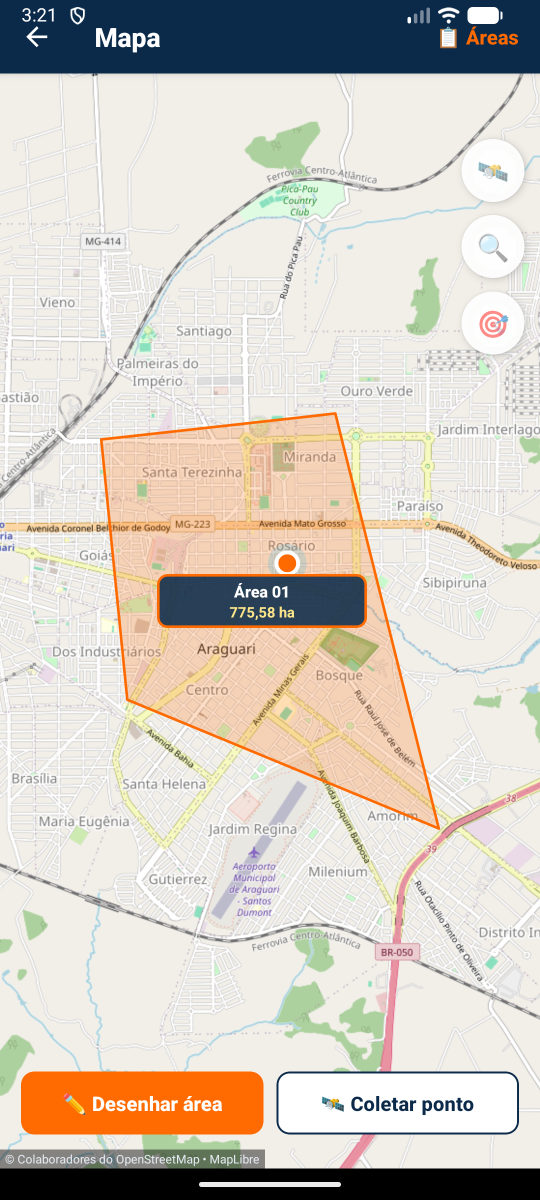 3:21
Mapa
📋 Áreas
Ferrovia Centro-Atlântica
Pica-Pau
Country
Club
MG-414
Rua do Pica Pau
Vieno
Santiago
Palmeiras do
Império
Ouro Verde
astião
Jardim Interlago
Centro-Atlântica
Miranda
Santa Terezinha
Paraíso
Avenida Coronel Belchior de Godoy
MG-223
Avenida Mato Grosso
Avenida Theodoreto Veloso
Rosário
Goiás
Sibipiruna
Área 01
775,58 ha
Dos Industriários
Araguari
Bosque
Centro
Avenida Minas Gerais
Rua Raul José de Belém
Avenida Bahia
Brasília
Santa Helena
38
Maria Eugênia
Jardim Regina
Avenida Joaquim Barbosa
Amorim
39
Aeroporto
Municipal
de Araguari
- Santos
Dumont
Gutierrez
Milenium
Rua Otacílio Pinto de Oliveira
Distrito In
Ferrovia Centro-Atlântica
BR-050
✏️ Desenhar área
🛰️ Coletar ponto
© Colaboradores do OpenStreetMap • MapLibre